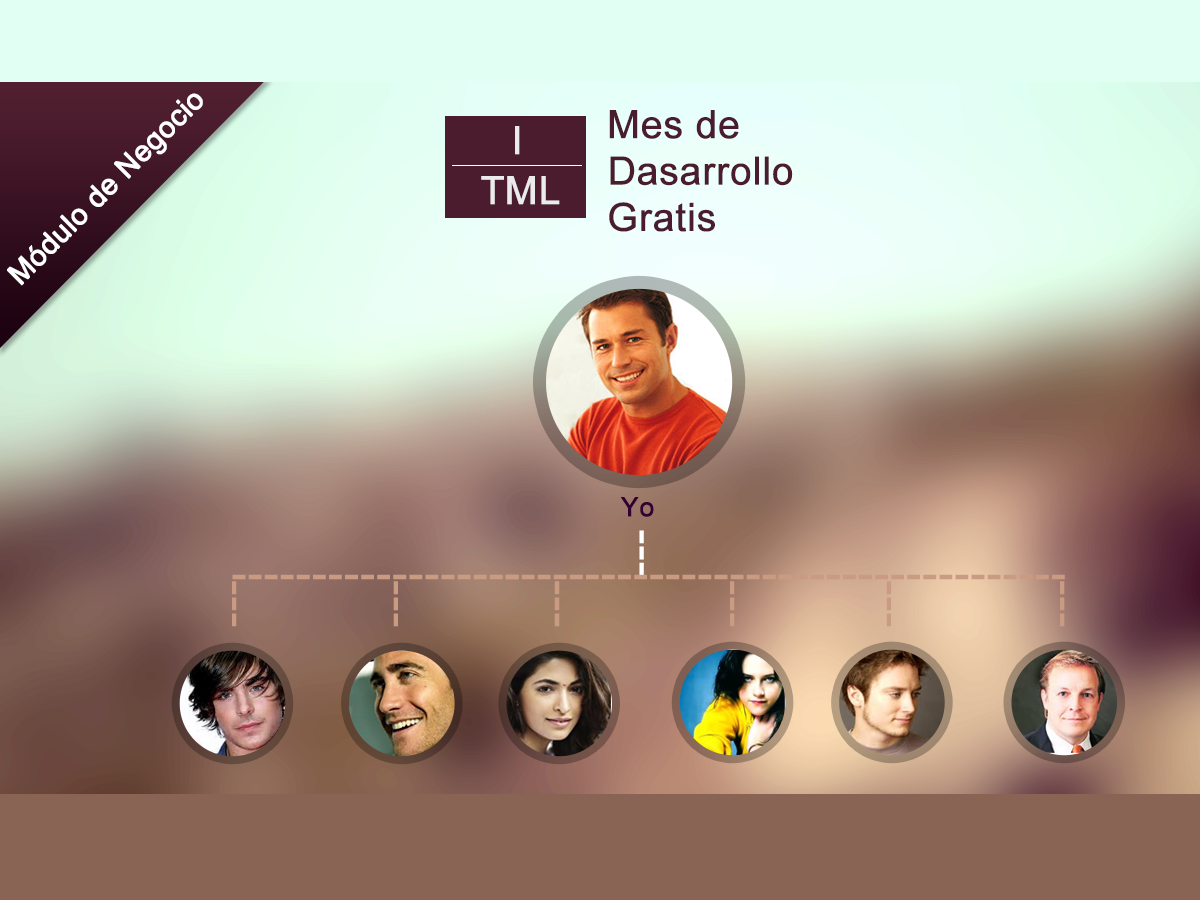 Módulo de Negocio
I
TML
Mes de
Dasarrollo
Gratis
Yo